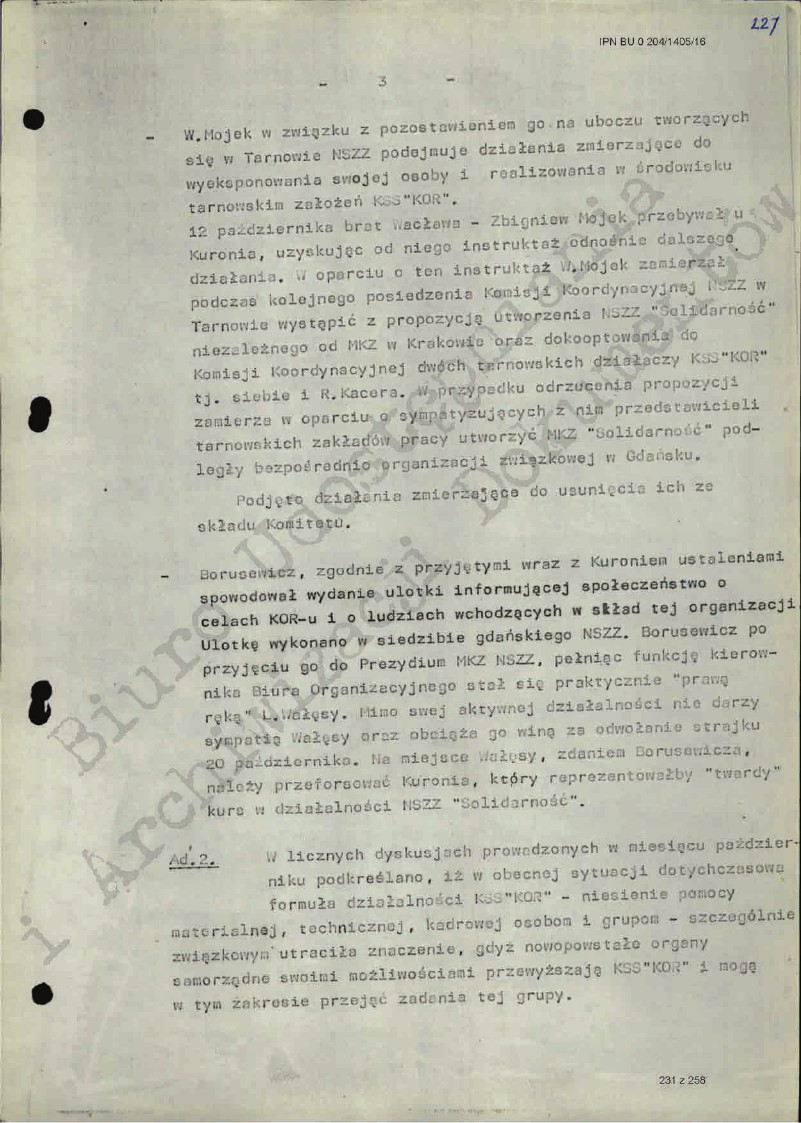 227
IPN BU 0 204/1405/16
- 3 -
- W.Mojek w związku z pozostawieniem go na uboczu tworzących
się w Tarnowie NSZZ podejmuje działania zmierzające do
wyeksponowania swojej osoby i realizowania w środowisku
tarnowskim założeń KSS"KOR".
12 października brat Wacława - Zbigniew Mojek przebywał u
Kuronia, uzyskując od niego instruktaż odnośnie dalszego
działania. W oparciu o ten instruktaż W.Mojek zamierzał
podczas kolejnego posiedzenia Komisji Koordynacyjnej NSZZ w
Tarnowie wystąpić z propozycją utworzenia NSZZ "Solidarność"
niezależnego od MKZ w Krakowie oraz dokooptowania do
Komisji Koordynacyjnej dwóch tarnowskich działaczy KSS"KOR"
tj. siebie i R.Kacera. W przypadku odrzucenia propozycji
zamierza w oparciu o sympatyzujących z nim przedstawicieli
tarnowskich zakładów pracy utworzyć MKZ "Solidarność" pod-
legły bezpośrednio organizacji związkowej w Gdańsku.
Podjęto działania zmierzające do usunięcia ich ze
składu Komitetu.
- Borusewicz, zgodnie z przyjętymi wraz z Kuroniem ustaleniami
spowodował wydanie ulotki informującej społeczeństwo o
celach KOR-u i o ludziach wchodzących w skład tej organizacji.
Ulotkę wykonano w siedzibie gdańskiego NSZZ. Borusewicz po
przyjęciu go do Prezydium MKZ NSZZ, pełniąc funkcję kierow-
nika Biura Organizacyjnego stał się praktycznie "prawą
ręką" L.Wałęsy. Mimo swej aktywnej działalności nie darzy
sympatią Wałęsy oraz obciąża go winą za odwołanie strajku
20 października. Na miejsce Wałęsy, zdaniem Borusewicza,
należy przeforsować Kuronia, który reprezentowałby "twardy"
kurs w działalności NSZZ "Solidarność".
Ad.2. W licznych dyskusjach prowadzonych w miesiącu paździer-
niku podkreślano, iż w obecnej sytuacji dotychczasowa
formuła działalności KSS"KOR" - niesienie pomocy
materialnej, technicznej, kadrowej osobom i grupom - szczególnie
związkowym utraciła znaczenie, gdyż nowopowstałe organy
samorządne swoimi możliwościami przewyższają KSS"KOR" i mogą
w tym zakresie przejąć zadania tej grupy.
Biuro Udostępniania
i Archiwizacji Dokumentów
231 z 258